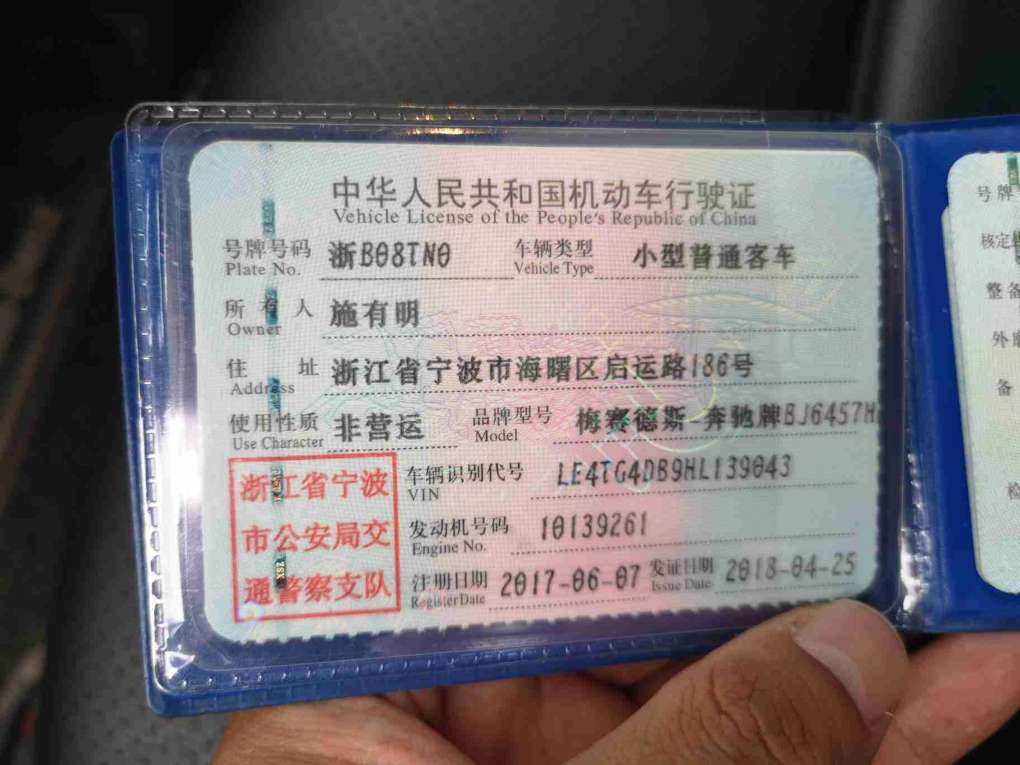 中华人民共和国机动车行驶证
Vehicle License of the People's Republic of China
号牌号码 浙B08TN0 车辆类型 小型普通客车
Plate No. Vehicle Type
所有人 施有明
Owner
住址 浙江省宁波市海曙区启运路186号
Address
使用性质 非营运 品牌型号 梅赛德斯-奔驰牌BJ6457H
Use Character Model
浙江省宁波
市公安局交
通警察支队
车辆识别代号 LE4TG4DB9HL139043
VIN
发动机号码 10139261
Engine No.
注册日期 2017-06-07 发证日期 2018-04-25
Register Date Issue Date
号牌
核定
整备
外
备
检